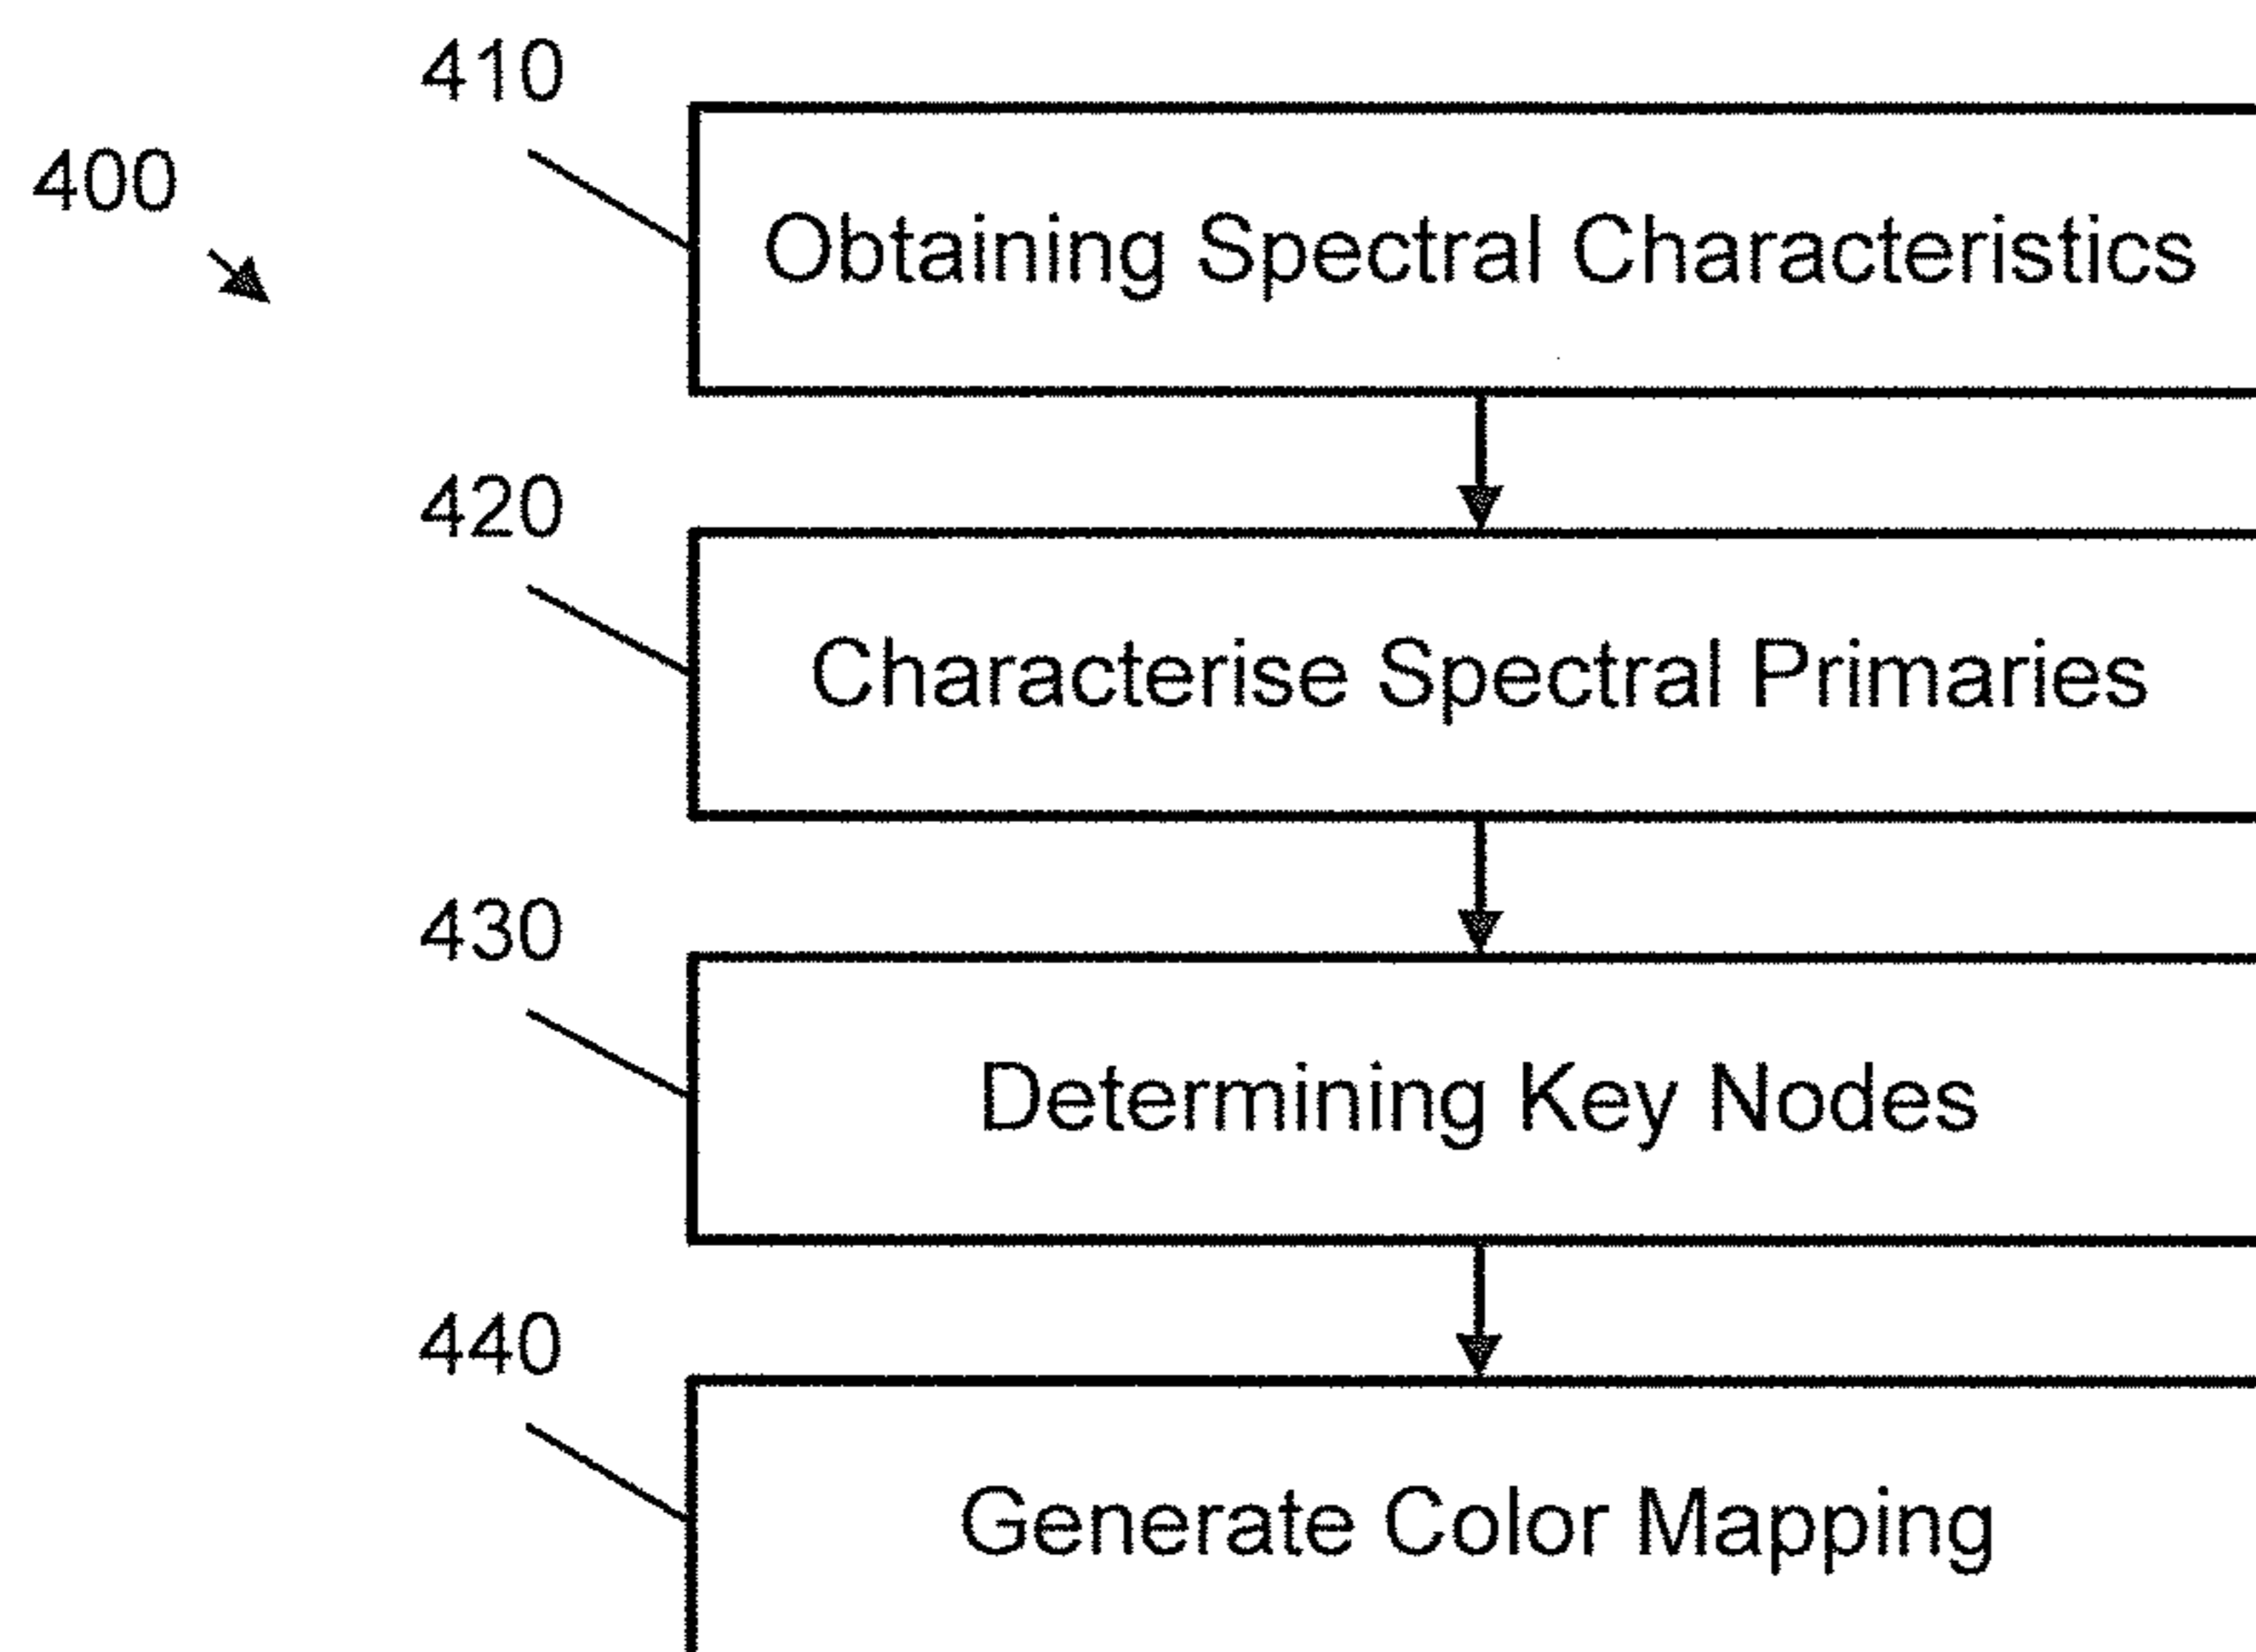 410
400
Obtaining Spectral Characteristics
420
Characterise Spectral Primaries
430
Determining Key Nodes
440
Generate Color Mapping